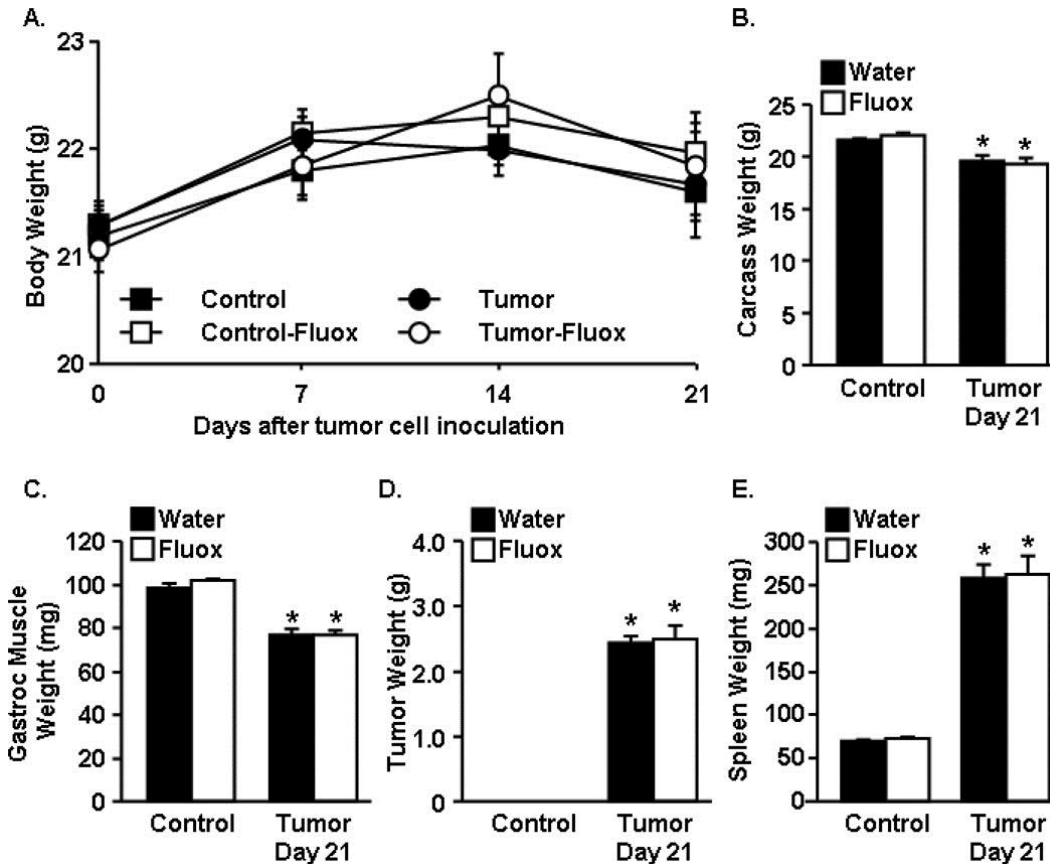 A.
23
22
21
20
Body Weight (g)
Control
Control-Fluox
Tumor
Tumor-Fluox
0 7 14 21
Days after tumor cell inoculation
B.
Water
Fluox
25
20
15
10
5
0
Carcass Weight (g)
* *
Control
Tumor
Day 21
C.
Water
Fluox
120
100
80
60
40
20
0
Gastroc Muscle
Weight (mg)
* *
Control
Tumor
Day 21
D.
Water
Fluox
4.0
3.0
2.0
1.0
0
Tumor Weight (g)
* *
Control
Tumor
Day 21
E.
Water
Fluox
300
250
200
150
100
50
0
Spleen Weight (mg)
* *
Control
Tumor
Day 21